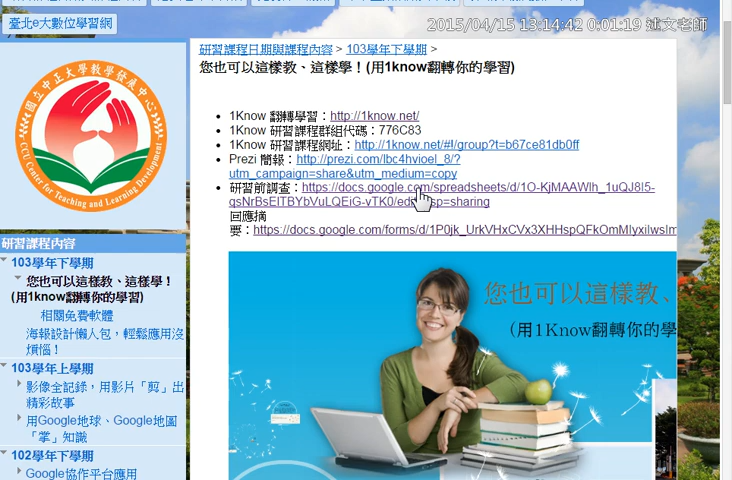 臺北e大數位學習網
2015/04/15 13:14:42 0:01:19
老師
國立中正大學教學發展中心
CCU Center for Teaching and Learning Development
研習課程日期與課程內容 > 103學年下學期 >
您也可以這樣教、這樣學！(用1know翻轉你的學習)
1Know 翻轉學習：http://1know.net/
1Know 研習課程群組代碼：776C83
1Know 研習課程網址：http://1know.net/#!/group?t=b67ce81db0ff
Prezi 簡報：http://prezi.com/lbc4hvioel_8/?
utm_campaign=share&utm_medium=copy
研習前調查：https://docs.google.com/spreadsheets/d/1O-KjMAAWlh_1uQJ8I5-
回應摘
要：https://docs.google.com/forms/d/1P0jk_UrkVHxCVx3XHHspQFkOmMIyxilwslm
您也可以這樣教、
（用1Know翻轉你的學
研習課程內容
103學年下學期
您也可以這樣教、這樣學！
(用1know翻轉你的學習)
相關免費軟體
海報設計懶人包，輕鬆應用沒
煩惱！
103學年上學期
影像全記錄，用影片「剪」出
精彩故事
用Google地球、Google地圖
「掌」知識
102學年下學期
Google協作平台應用